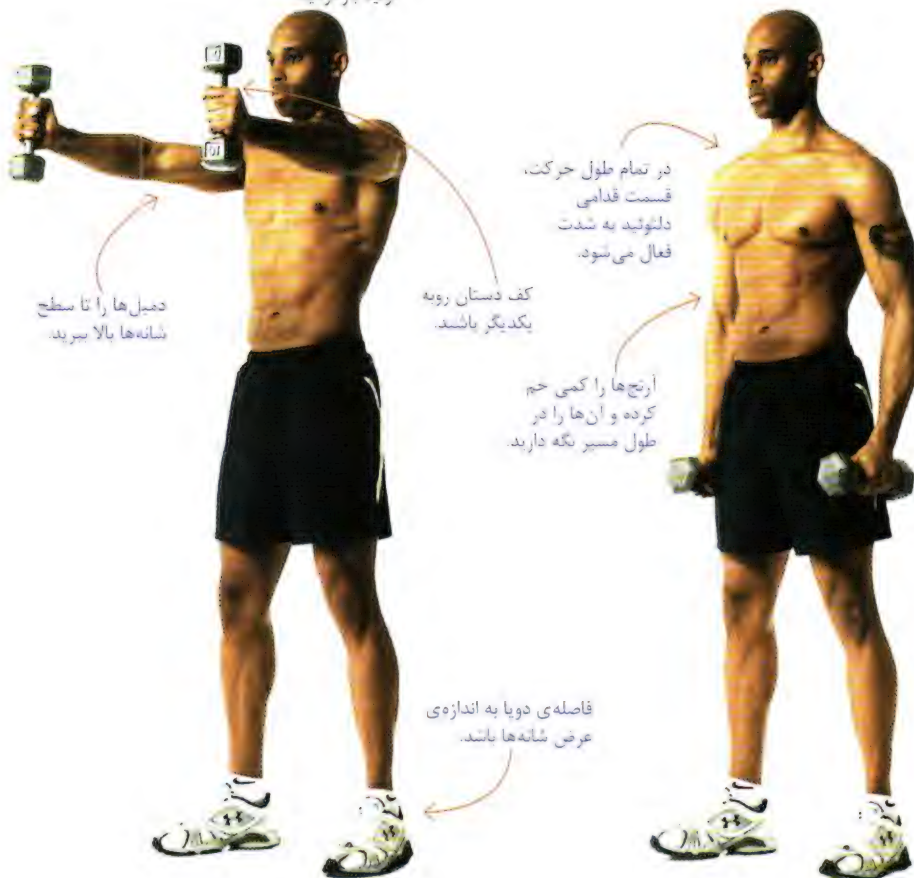 در تمام طول حرکت،
قسمت قدامی
دلتوئید به شدت
فعال می‌شود.
آرنج‌ها را کمی خم
کرده و آن‌ها را در
طول مسیر نگه دارید.
کف دستان روبه
یکدیگر باشند.
دمبل‌ها را تا سطح
شانه‌ها بالا ببرید.
فاصله‌ی دوپا به اندازه‌ی
عرض شانه‌ها باشد.